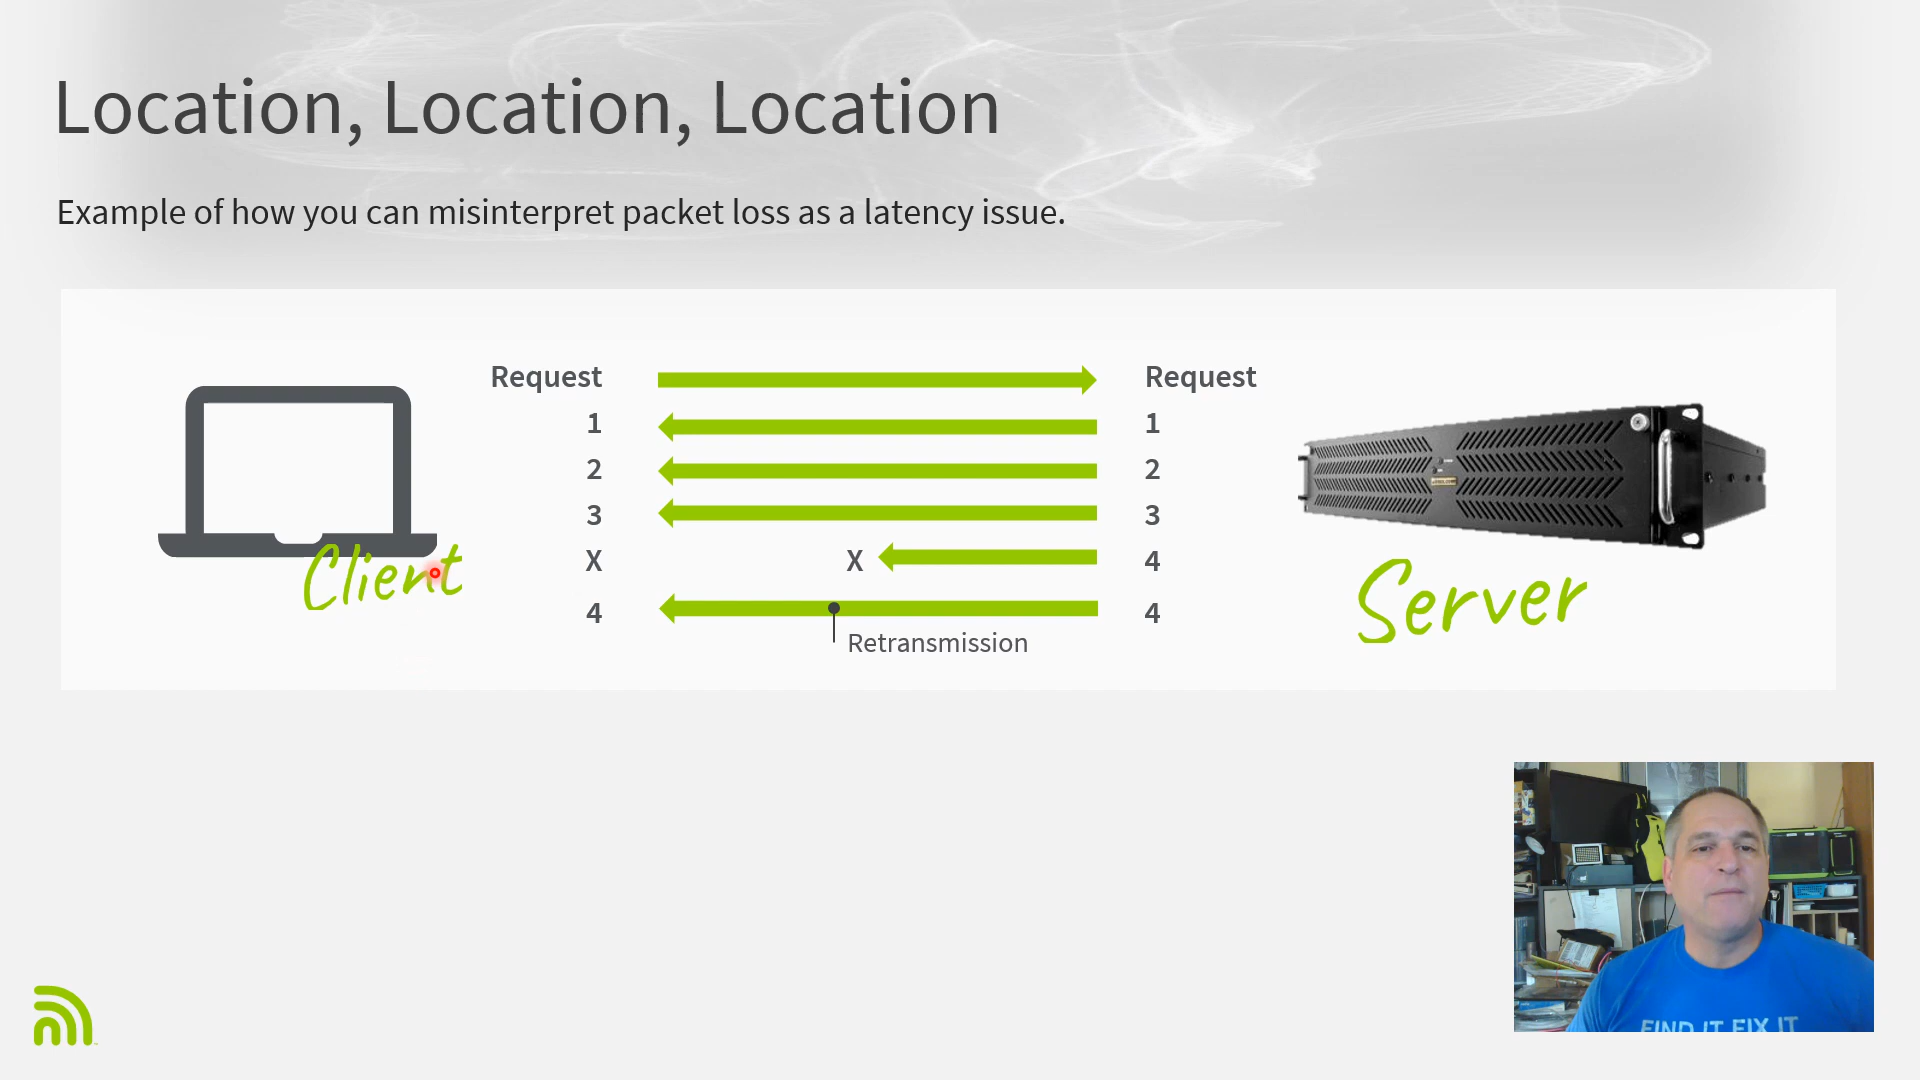 Location, Location, Location
Example of how you can misinterpret packet loss as a latency issue.
Request Request
1 1
2 2
3 3
X X 4
4 4
Retransmission
Client
Server
FIND IT FIX IT